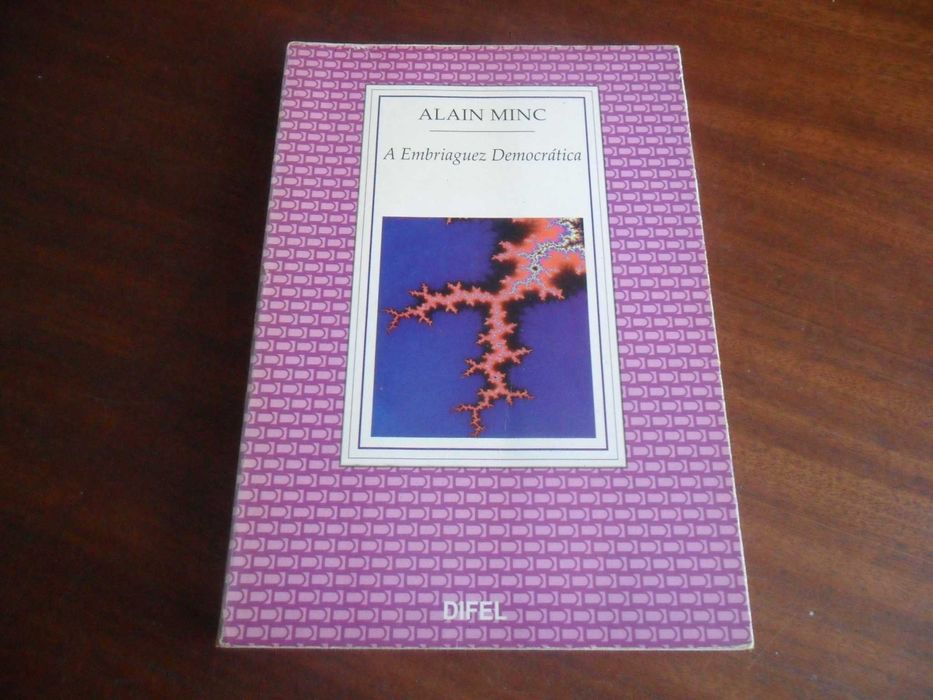 ALAIN MINC
A Embriaguez Democrática
DIFEL